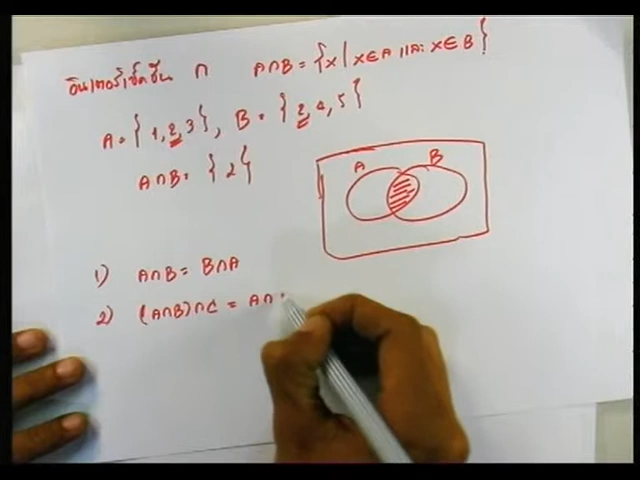 อินเตอร์เซ็คชัน ∩ A∩B = {x | x∈A และ x∈B}
A = {1, 2, 3}, B = {2, 4, 5}
A∩B = {2}
A B
1) A∩B = B∩A
2) (A∩B)∩C = A∩